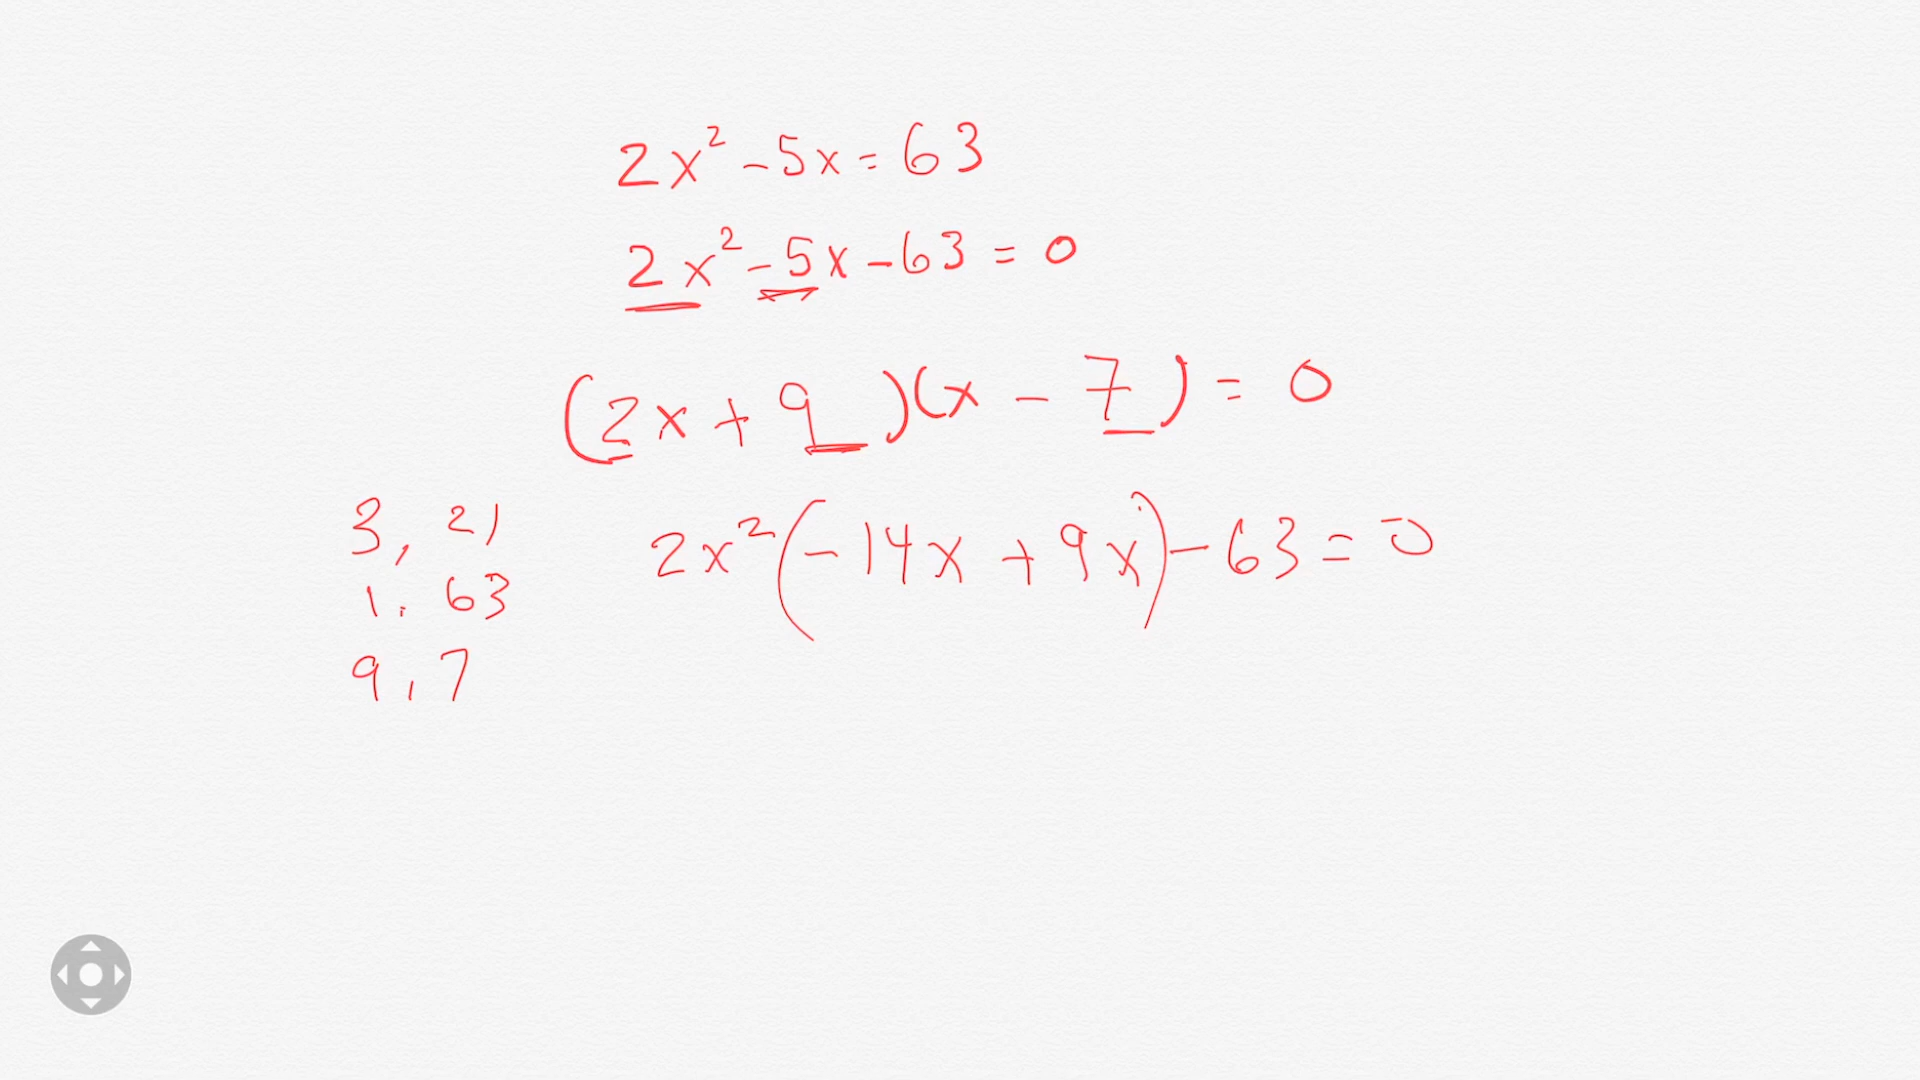 2x² - 5x = 63
2x² - 5x - 63 = 0
(2x + 9)(x - 7) = 0
3, 21
2x² (- 14x + 9x) - 63 = 0
1, 63
9, 7